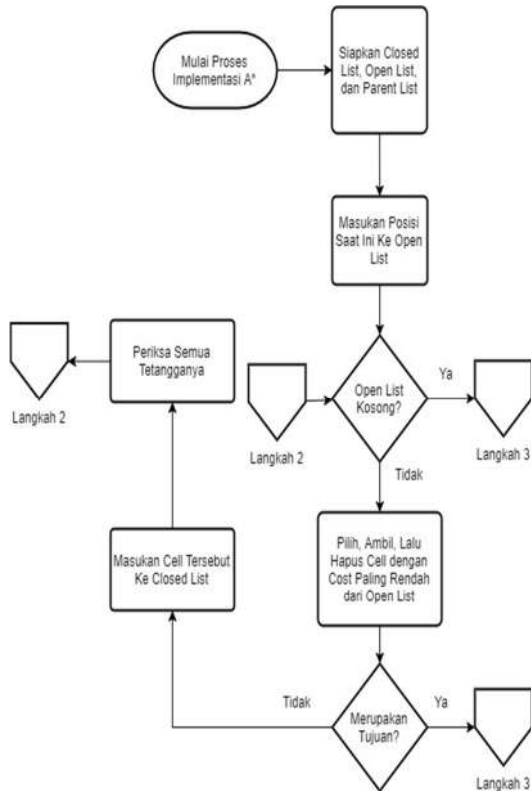 Mulai Proses
Implementasi A*
Siapkan Closed
List, Open List,
dan Parent List
Masukan Posisi
Saat Ini Ke Open
List
Periksa Semua
Tetangganya
Langkah 2
Langkah 2
Open List
Kosong?
Ya
Langkah 3
Tidak
Pilih, Ambil, Lalu
Hapus Cell dengan
Cost Paling Rendah
dari Open List
Masukan Cell Tersebut
Ke Closed List
Tidak
Merupakan
Tujuan?
Ya
Langkah 3